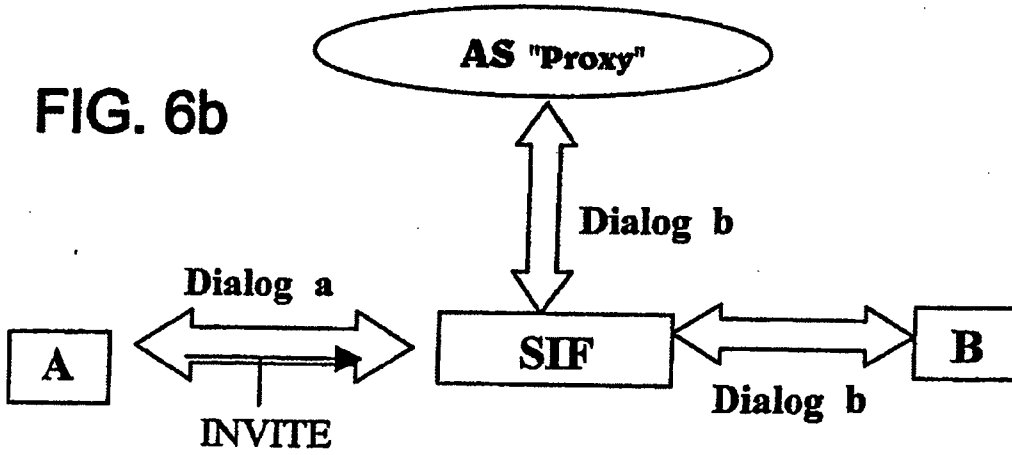 AS "Proxy"
FIG. 6b
Dialog b
Dialog a
A
SIF
B
Dialog b
INVITE